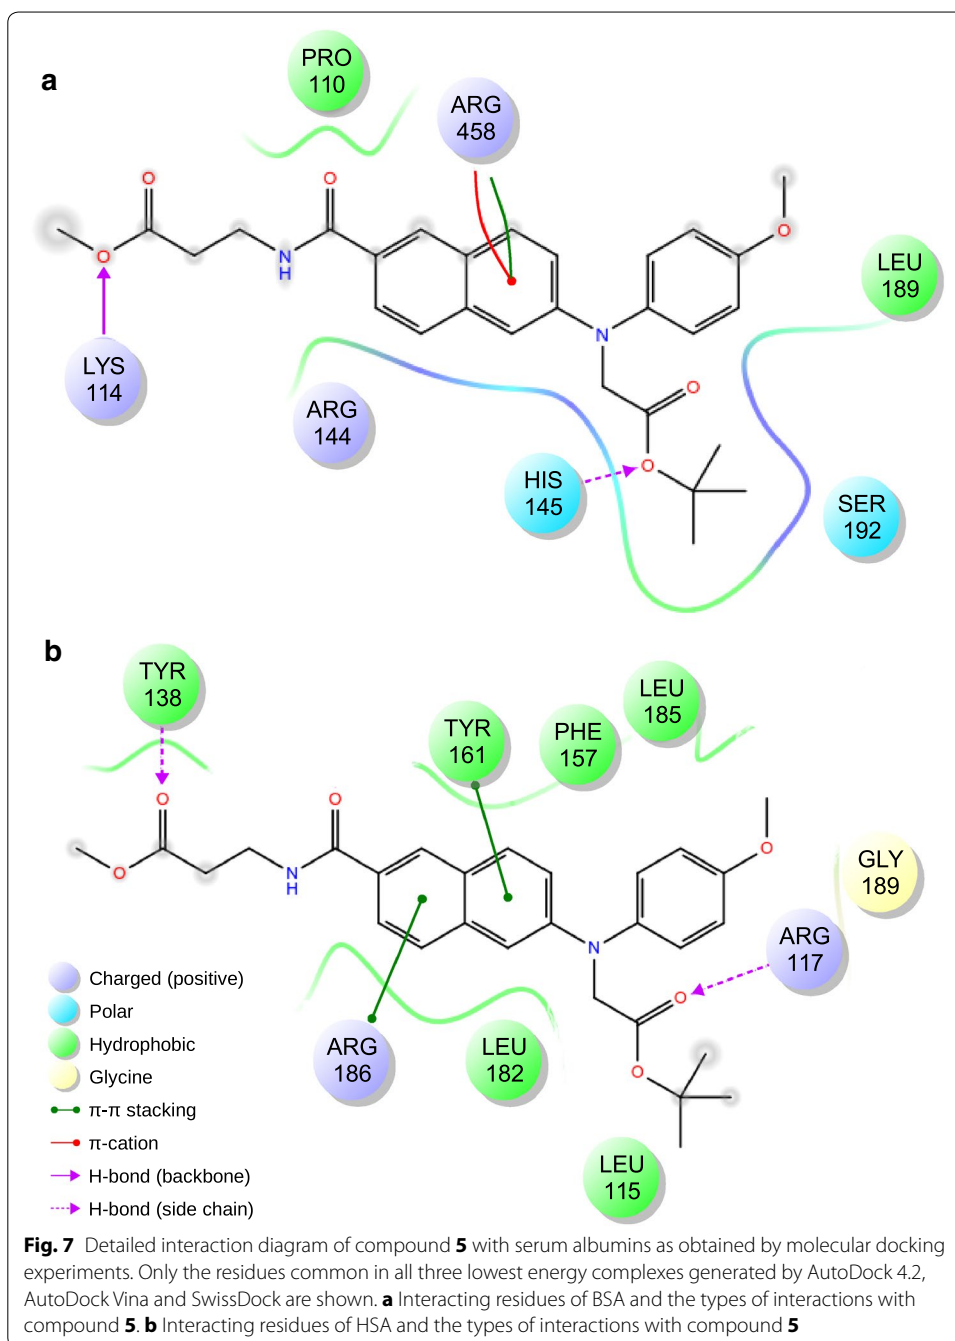 a
PRO
110
ARG
458
O
O
O
O
N
H
N
LEU
189
LYS
114
ARG
144
O
O
HIS
145
SER
192
b
TYR
138
TYR
161
PHE
157
LEU
185
O
O
O
O
N
H
N
GLY
189
ARG
117
O
O
ARG
186
LEU
182
LEU
115
Charged (positive)
Polar
Hydrophobic
Glycine
π-π stacking
π-cation
H-bond (backbone)
H-bond (side chain)
Fig. 7 Detailed interaction diagram of compound 5 with serum albumins as obtained by molecular docking
experiments. Only the residues common in all three lowest energy complexes generated by AutoDock 4.2,
AutoDock Vina and SwissDock are shown. a Interacting residues of BSA and the types of interactions with
compound 5. b Interacting residues of HSA and the types of interactions with compound 5